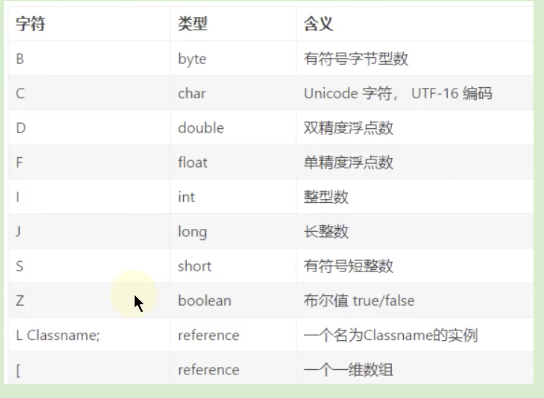 字符 类型 含义
B byte 有符号字节型数
C char Unicode 字符， UTF-16 编码
D double 双精度浮点数
F float 单精度浮点数
I int 整型数
J long 长整数
S short 有符号短整数
Z boolean 布尔值 true/false
L Classname; reference 一个名为Classname的实例
[ reference 一个一维数组